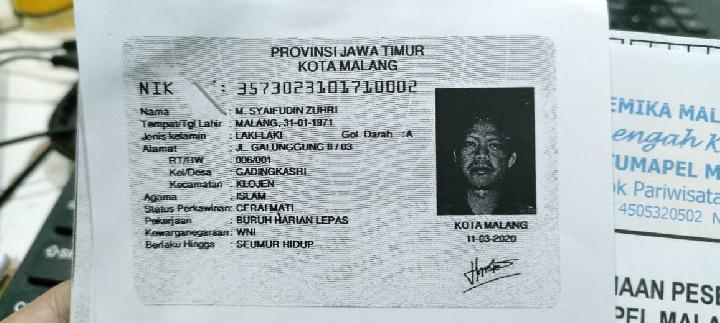 PROVINSI JAWA TIMUR
KOTA MALANG
NIK : 3573023101710002
Nama : M. SYAIFUDIN ZUHRI
Tempat/Tgl Lahir : MALANG, 31-01-1971
Jenis kelamin : LAKI-LAKI Gol. Darah : A
Alamat : JL. GALUNGGUNG II / 03
RT/RW : 006/001
Kel/Desa : GADINGKASRI
Kecamatan : KLOJEN
Agama : ISLAM
Status Perkawinan: CERAI MATI
Pekerjaan : BURUH HARIAN LEPAS
Kewarganegaraan: WNI
Berlaku Hingga : SEUMUR HIDUP
KOTA MALANG
11-03-2020
EMIKA MAL
engah K
TUMAPEL M
ok Pariwisata
4505320502 N
AAN PESE
PEL MALA